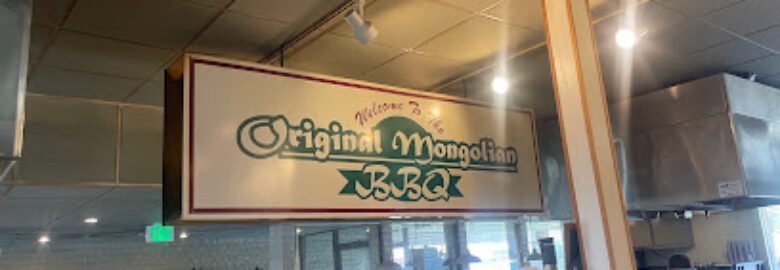 Welcome To The
Original Mongolian
BBQ